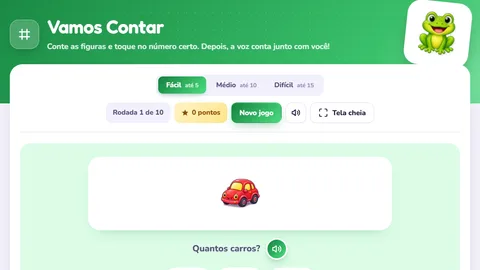 Vamos Contar
Conte as figuras e toque no número certo. Depois, a voz conta junto com você!
Fácil até 5 Médio até 10 Difícil até 15
Rodada 1 de 10 ★ 0 pontos Novo jogo Tela cheia
Quantos carros?